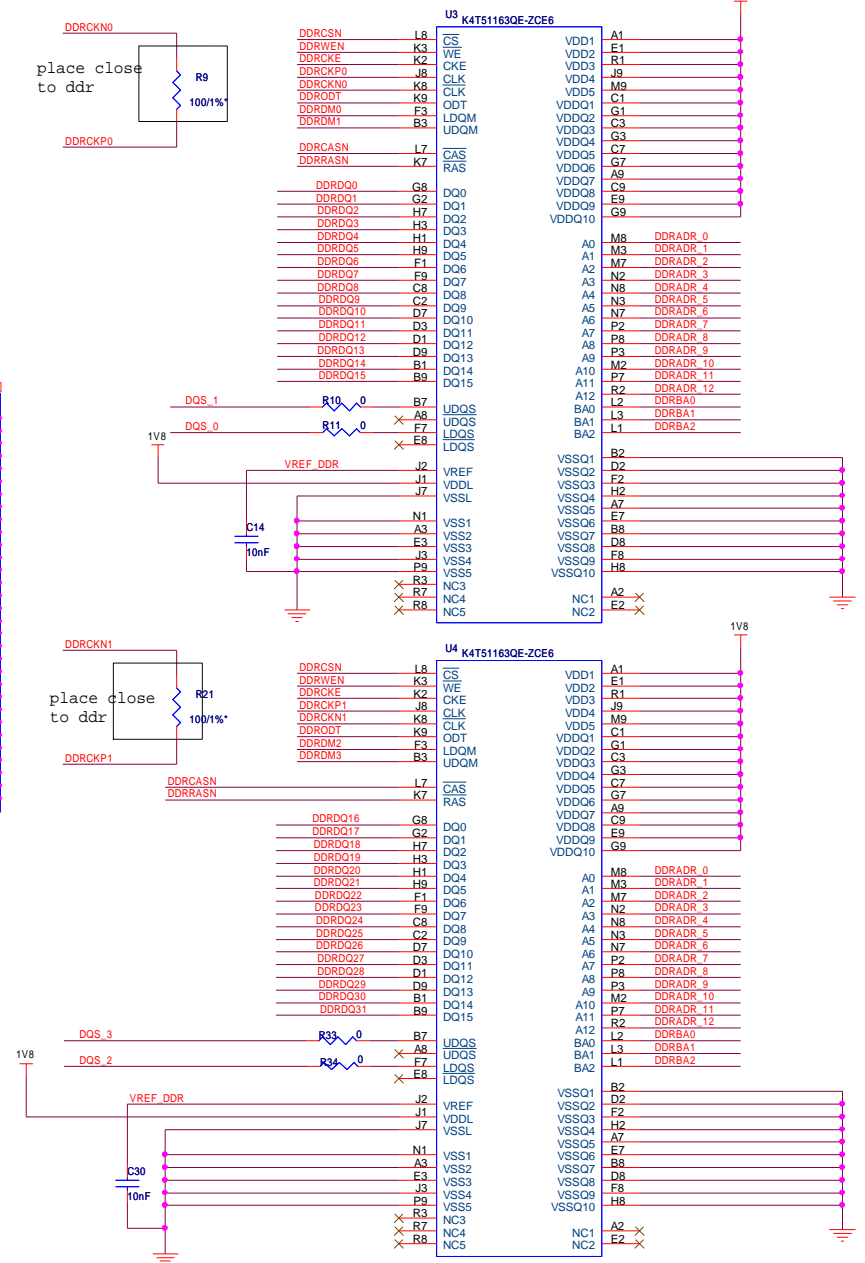 DDRCKN0
place close
to ddr
R9
100/1%*
DDRCKP0
U3 K4T51163QE-ZCE6
DDRCSN L8 CS
DDRWEN K3 WE
DDRCKE K2 CKE
DDRCKP0 J8 CLK
DDRCKN0 K8 CLK
DDRODT K9 ODT
DDRDM0 F3 LDQM
DDRDM1 B3 UDQM
DDRCASN L7 CAS
DDRRASN K7 RAS
DDRDQ0 G8 DQ0
DDRDQ1 G2 DQ1
DDRDQ2 H7 DQ2
DDRDQ3 H3 DQ3
DDRDQ4 H1 DQ4
DDRDQ5 H9 DQ5
DDRDQ6 F1 DQ6
DDRDQ7 F9 DQ7
DDRDQ8 C8 DQ8
DDRDQ9 C2 DQ9
DDRDQ10 D7 DQ10
DDRDQ11 D3 DQ11
DDRDQ12 D1 DQ12
DDRDQ13 D9 DQ13
DDRDQ14 B1 DQ14
DDRDQ15 B9 DQ15
DQS_1 R10 0 B7 UDQS
A8 UDQS
DQS_0 R11 0 F7 LDQS
E8 LDQS
1V8
VREF_DDR J2 VREF
J1 VDDL
J7 VSSL
C14
10nF
N1 VSS1
A3 VSS2
E3 VSS3
J3 VSS4
P9 VSS5
R3 NC3
R7 NC4
R8 NC5
VDD1 A1
VDD2 E1
VDD3 R1
VDD4 J9
VDD5 M9
VDDQ1 C1
VDDQ2 G1
VDDQ3 C3
VDDQ4 G3
VDDQ5 C7
VDDQ6 G7
VDDQ7 A9
VDDQ8 C9
VDDQ9 E9
VDDQ10 G9
A0 M8 DDRADR_0
A1 M3 DDRADR_1
A2 M7 DDRADR_2
A3 N2 DDRADR_3
A4 N8 DDRADR_4
A5 N3 DDRADR_5
A6 N7 DDRADR_6
A7 P2 DDRADR_7
A8 P8 DDRADR_8
A9 P3 DDRADR_9
A10 M2 DDRADR_10
A11 P7 DDRADR_11
A12 R2 DDRADR_12
BA0 L2 DDRBA0
BA1 L3 DDRBA1
BA2 L1 DDRBA2
VSSQ1 B2
VSSQ2 D2
VSSQ3 F2
VSSQ4 H2
VSSQ5 A7
VSSQ6 E7
VSSQ7 B8
VSSQ8 D8
VSSQ9 F8
VSSQ10 H8
NC1 A2
NC2 E2
DDRCKN1
place close
to ddr
R21
100/1%*
DDRCKP1
U4 K4T51163QE-ZCE6
1V8
DDRCSN L8 CS
DDRWEN K3 WE
DDRCKE K2 CKE
DDRCKP1 J8 CLK
DDRCKN1 K8 CLK
DDRODT K9 ODT
DDRDM2 F3 LDQM
DDRDM3 B3 UDQM
DDRCASN L7 CAS
DDRRASN K7 RAS
DDRDQ16 G8 DQ0
DDRDQ17 G2 DQ1
DDRDQ18 H7 DQ2
DDRDQ19 H3 DQ3
DDRDQ20 H1 DQ4
DDRDQ21 H9 DQ5
DDRDQ22 F1 DQ6
DDRDQ23 F9 DQ7
DDRDQ24 C8 DQ8
DDRDQ25 C2 DQ9
DDRDQ26 D7 DQ10
DDRDQ27 D3 DQ11
DDRDQ28 D1 DQ12
DDRDQ29 D9 DQ13
DDRDQ30 B1 DQ14
DDRDQ31 B9 DQ15
DQS_3 R33 0 B7 UDQS
A8 UDQS
DQS_2 R34 0 F7 LDQS
E8 LDQS
1V8
VREF_DDR J2 VREF
J1 VDDL
J7 VSSL
C30
10nF
N1 VSS1
A3 VSS2
E3 VSS3
J3 VSS4
P9 VSS5
R3 NC3
R7 NC4
R8 NC5
VDD1 A1
VDD2 E1
VDD3 R1
VDD4 J9
VDD5 M9
VDDQ1 C1
VDDQ2 G1
VDDQ3 C3
VDDQ4 G3
VDDQ5 C7
VDDQ6 G7
VDDQ7 A9
VDDQ8 C9
VDDQ9 E9
VDDQ10 G9
A0 M8 DDRADR_0
A1 M3 DDRADR_1
A2 M7 DDRADR_2
A3 N2 DDRADR_3
A4 N8 DDRADR_4
A5 N3 DDRADR_5
A6 N7 DDRADR_6
A7 P2 DDRADR_7
A8 P8 DDRADR_8
A9 P3 DDRADR_9
A10 M2 DDRADR_10
A11 P7 DDRADR_11
A12 R2 DDRADR_12
BA0 L2 DDRBA0
BA1 L3 DDRBA1
BA2 L1 DDRBA2
VSSQ1 B2
VSSQ2 D2
VSSQ3 F2
VSSQ4 H2
VSSQ5 A7
VSSQ6 E7
VSSQ7 B8
VSSQ8 D8
VSSQ9 F8
VSSQ10 H8
NC1 A2
NC2 E2